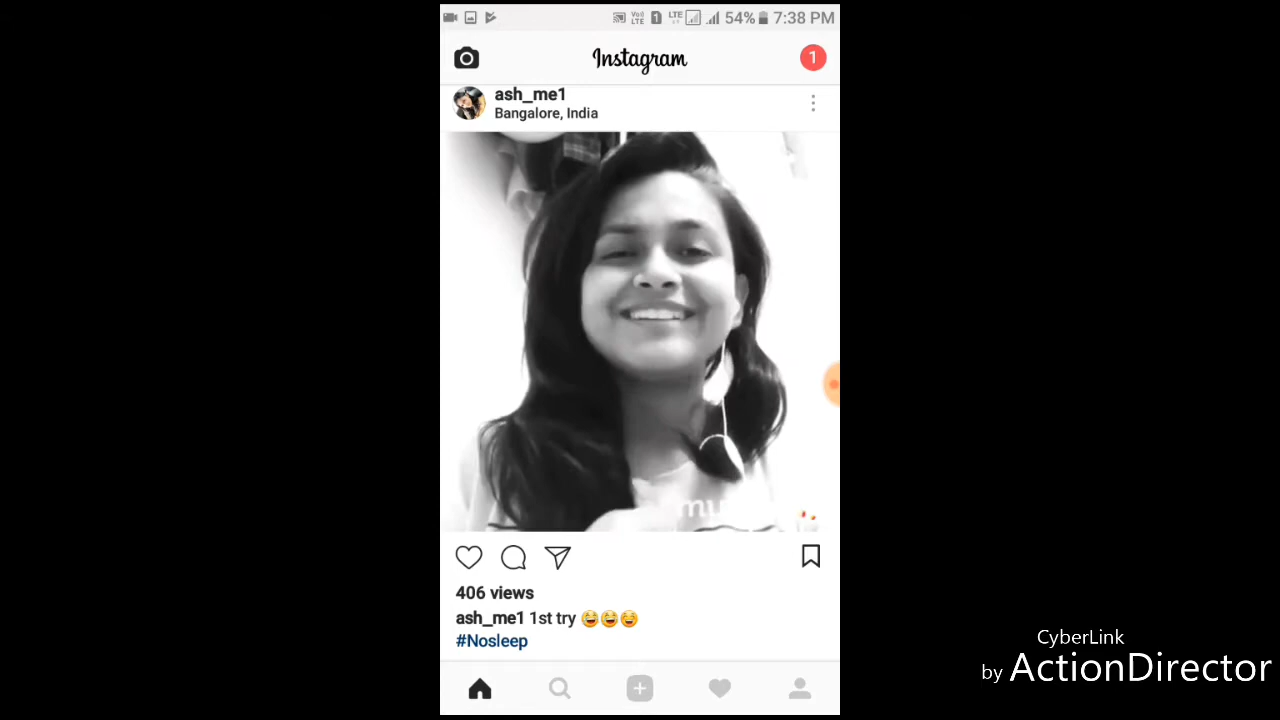 54% 7:38 PM
Instagram
1
ash_me1
Bangalore, India
406 views
ash_me1 1st try 😂😂😂
#Nosleep
CyberLink
by ActionDirector